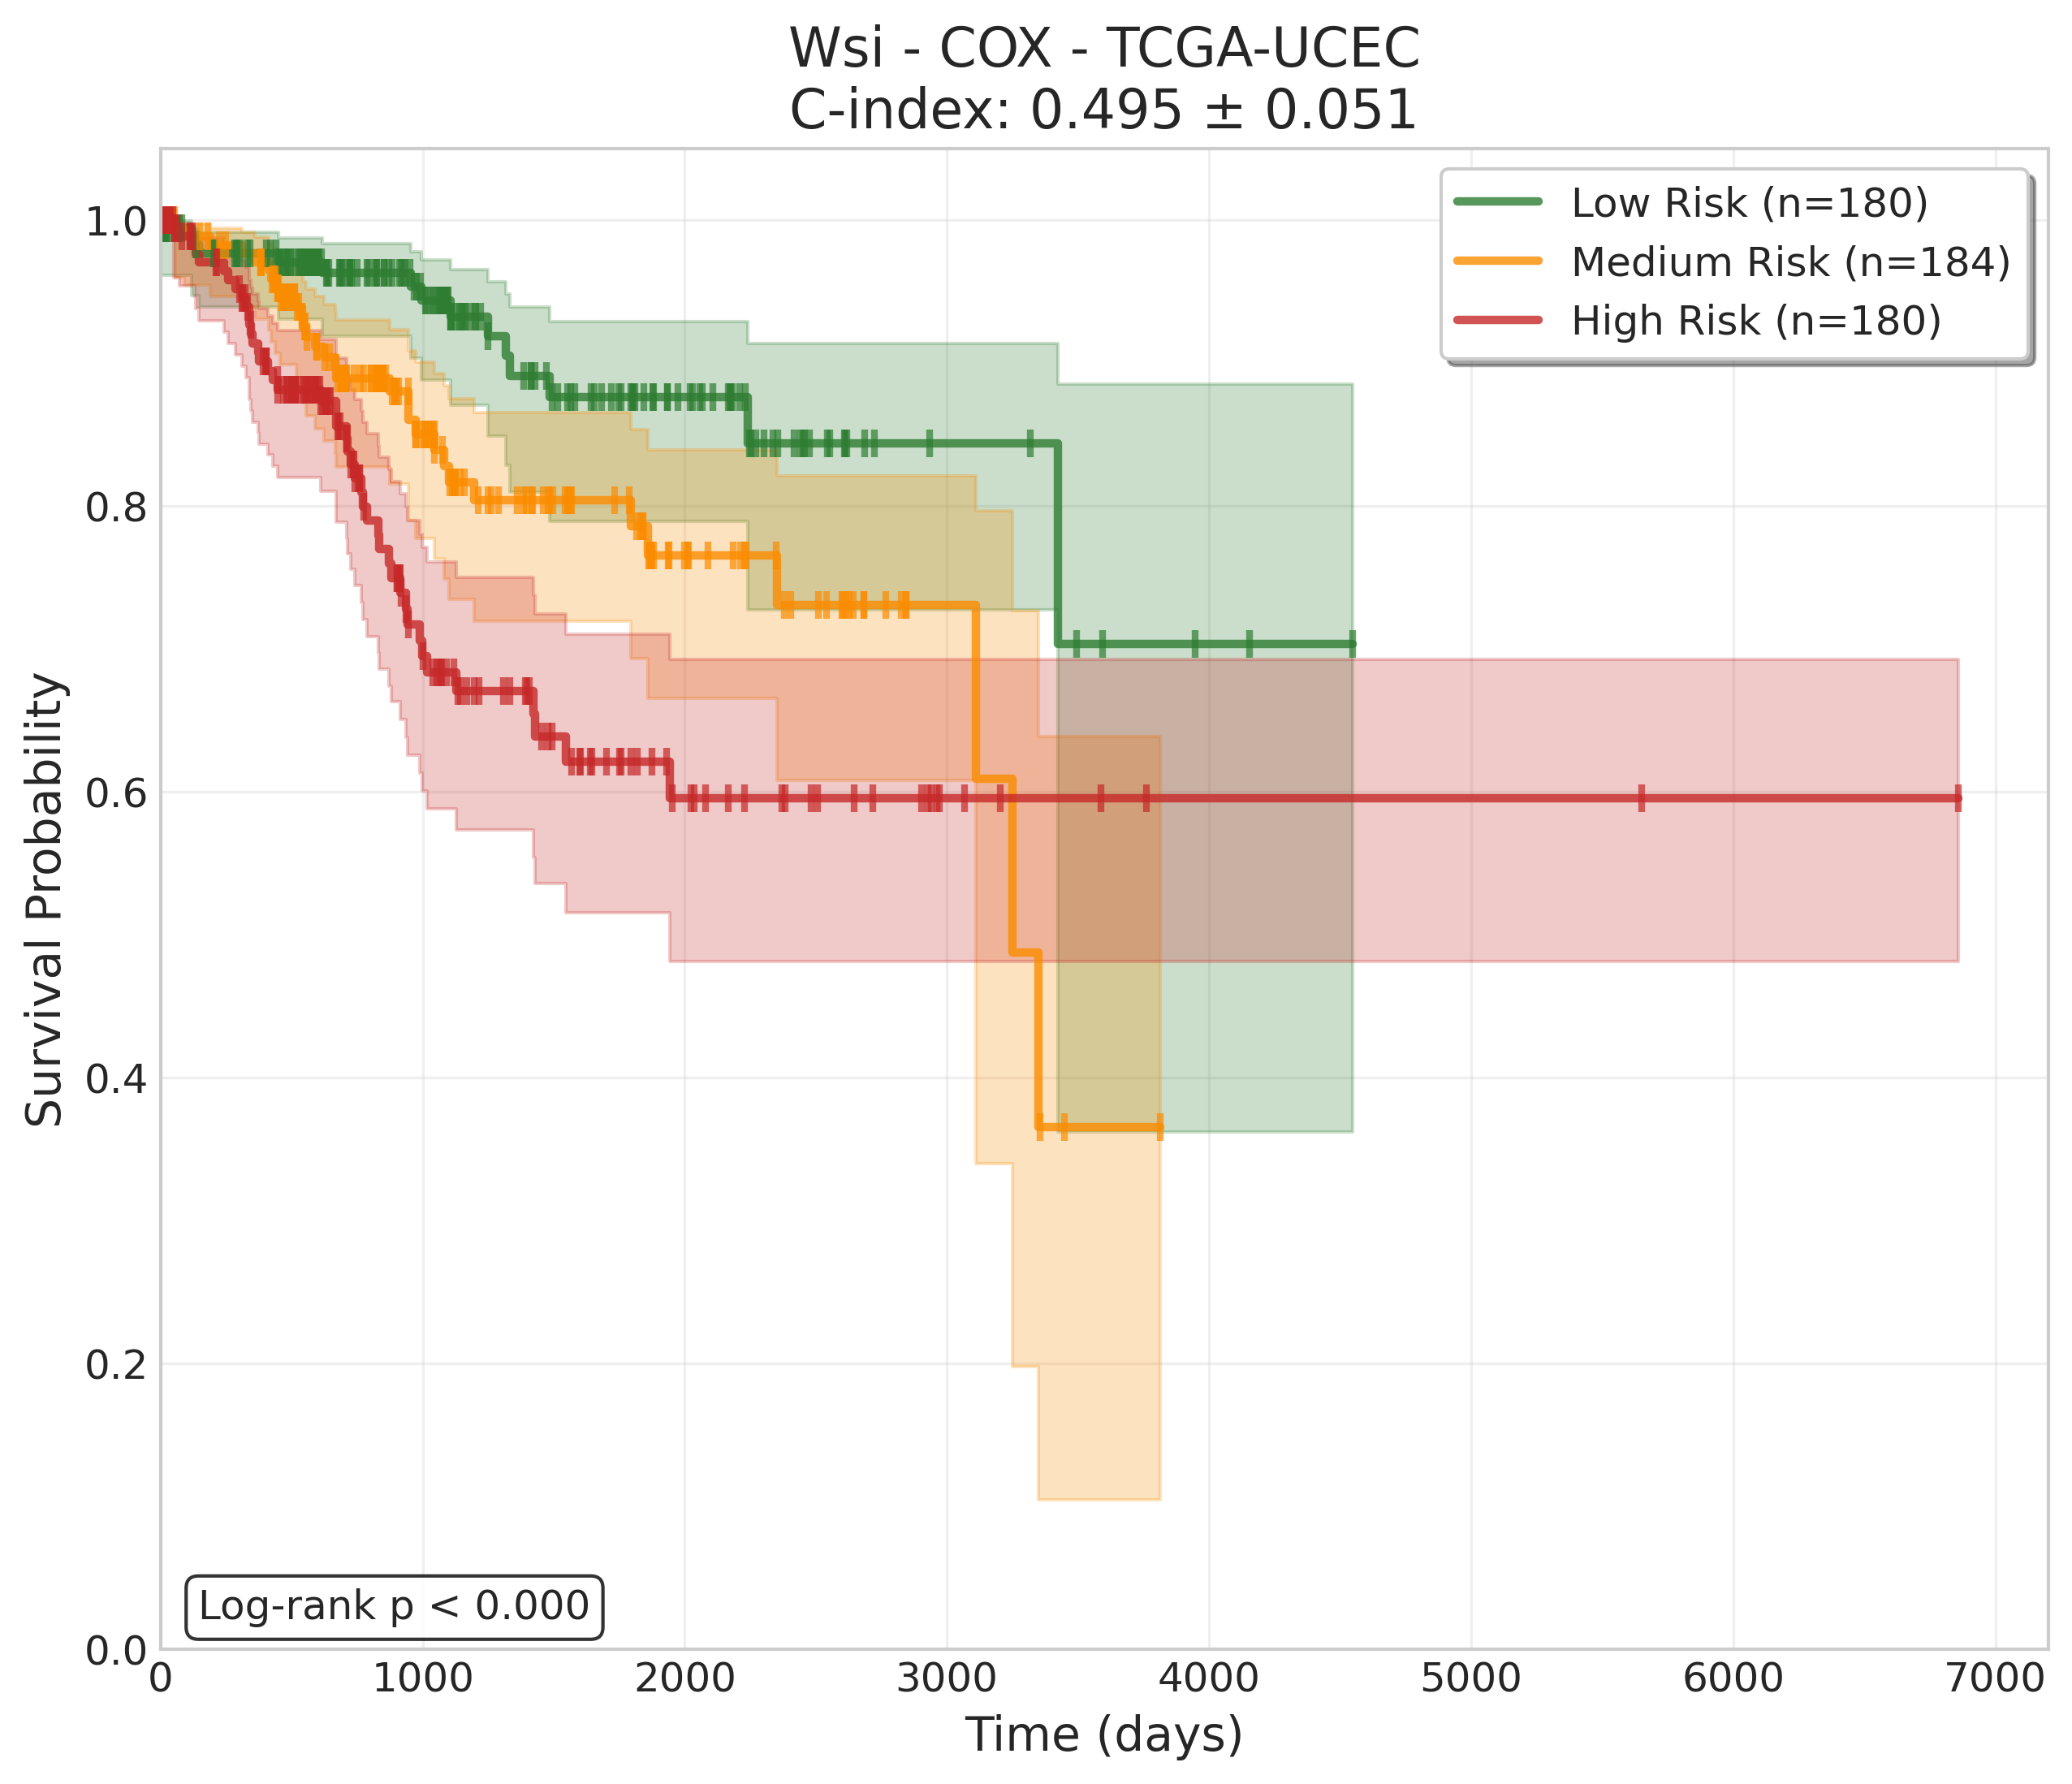 Wsi - COX - TCGA-UCEC
C-index: 0.495 ± 0.051
Low Risk (n=180)
Medium Risk (n=184)
High Risk (n=180)
Survival Probability
1.0
0.8
0.6
0.4
0.2
0.0
Log-rank p < 0.000
0 1000 2000 3000 4000 5000 6000 7000
Time (days)